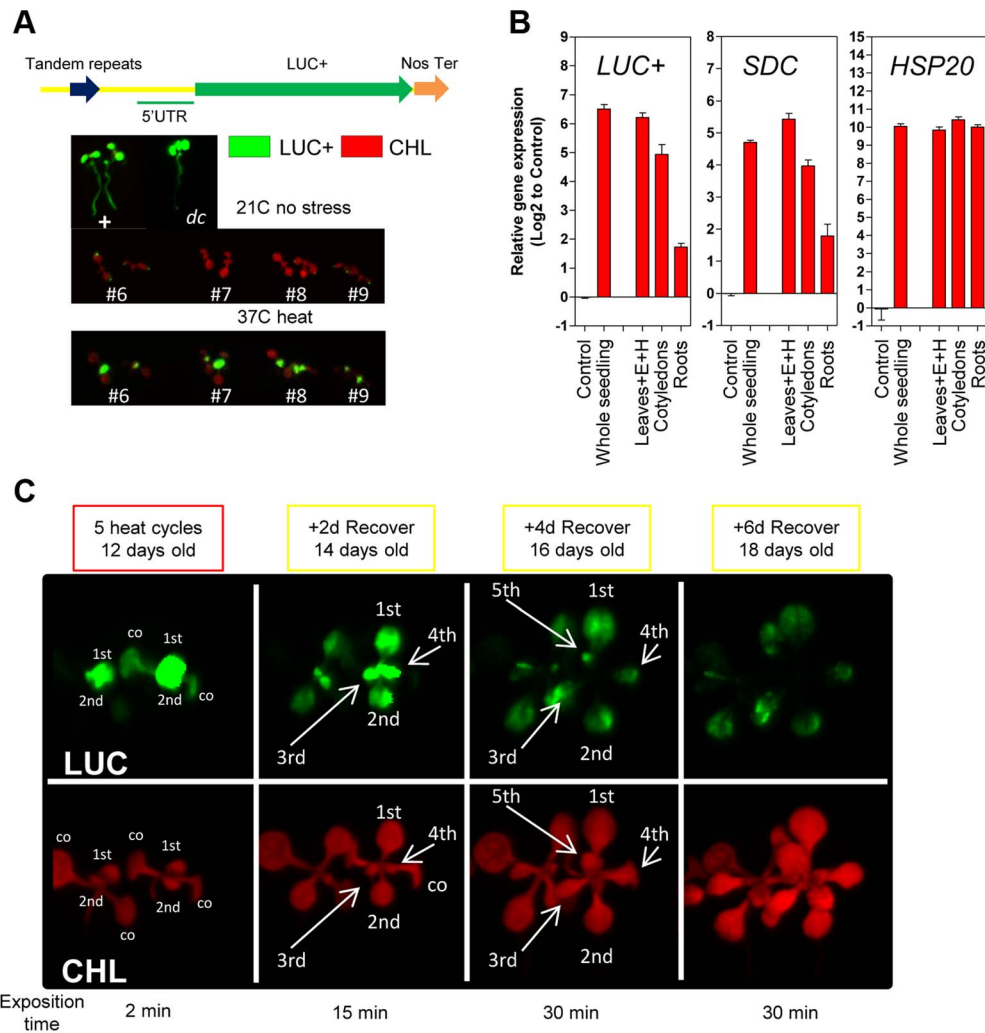 A
Tandem repeats
LUC+
Nos Ter
5'UTR
LUC+
CHL
+
dc
21C no stress
#6
#7
#8
#9
37C heat
#6
#7
#8
#9
B
Relative gene expression
(Log2 to Control)
LUC+
9
8
7
6
5
4
3
2
1
0
-1
Control
Whole seedling
Leaves+E+H
Cotyledons
Roots
SDC
8
7
6
5
4
3
2
1
0
-1
Control
Whole seedling
Leaves+E+H
Cotyledons
Roots
HSP20
15
14
13
12
11
10
9
8
7
6
5
4
3
2
1
0
-1
Control
Whole seedling
Leaves+E+H
Cotyledons
Roots
C
5 heat cycles
12 days old
+2d Recover
14 days old
+4d Recover
16 days old
+6d Recover
18 days old
co
1st
1st
2nd
2nd
co
LUC
1st
4th
2nd
3rd
5th
1st
4th
3rd
2nd
co
co
1st
1st
2nd
2nd
co
co
CHL
1st
4th
co
2nd
3rd
5th
1st
4th
2nd
3rd
Exposition
time
2 min
15 min
30 min
30 min